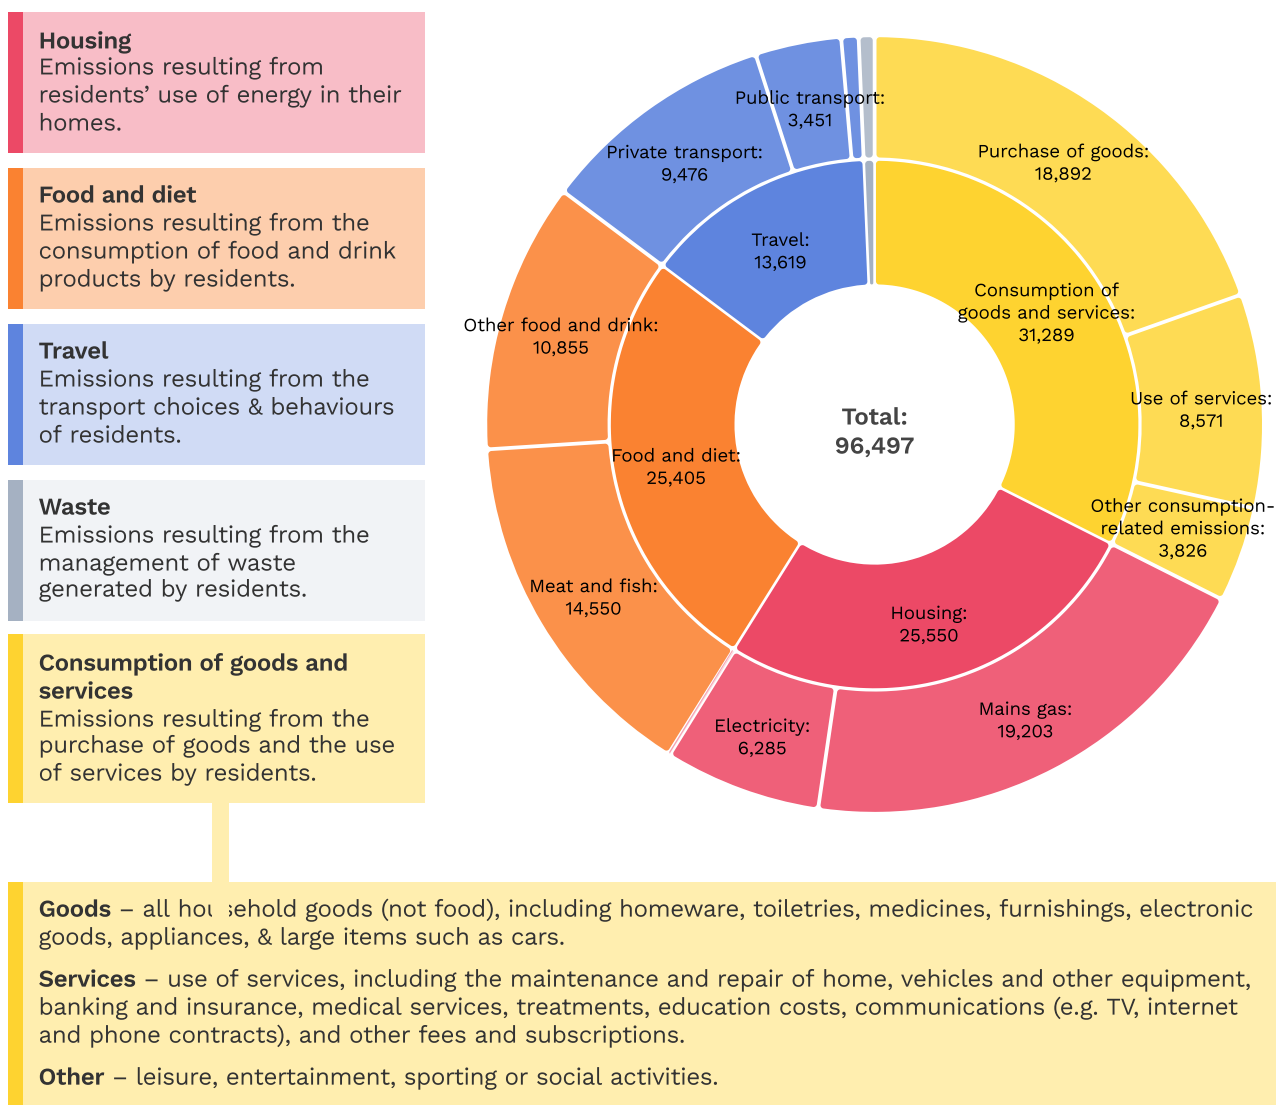 Housing
Emissions resulting from
residents’ use of energy in their
homes.
Food and diet
Emissions resulting from the
consumption of food and drink
products by residents.
Travel
Emissions resulting from the
transport choices & behaviours
of residents.
Waste
Emissions resulting from the
management of waste
generated by residents.
Consumption of goods and
services
Emissions resulting from the
purchase of goods and the use
of services by residents.
Public transport:
3,451
Private transport:
9,476
Purchase of goods:
18,892
Travel:
13,619
Consumption of
goods and services:
31,289
Other food and drink:
10,855
Use of services:
8,571
Total:
96,497
Food and diet:
25,405
Other consumption-
related emissions:
3,826
Meat and fish:
14,550
Housing:
25,550
Mains gas:
19,203
Electricity:
6,285
Goods – all household goods (not food), including homeware, toiletries, medicines, furnishings, electronic
goods, appliances, & large items such as cars.
Services – use of services, including the maintenance and repair of home, vehicles and other equipment,
banking and insurance, medical services, treatments, education costs, communications (e.g. TV, internet
and phone contracts), and other fees and subscriptions.
Other – leisure, entertainment, sporting or social activities.